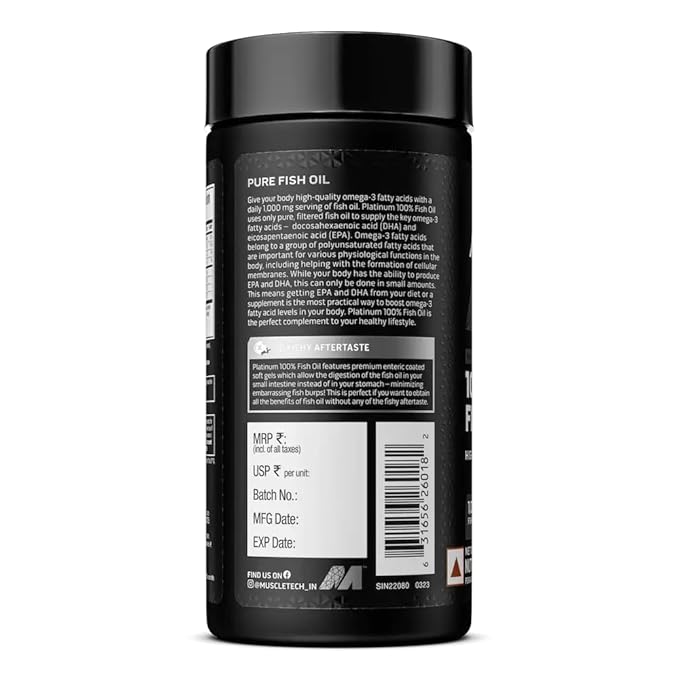 PURE FISH OIL
Give your body high-quality omega-3 fatty acids with a
daily 1,000 mg serving of fish oil. Platinum 100% Fish Oil
uses only pure, filtered fish oil to supply the key omega-3
fatty acids – docosahexaenoic acid (DHA) and
eicosapentaenoic acid (EPA). Omega-3 fatty acids
belong to a group of polyunsaturated fatty acids that
are important for various physiological functions in the
body, including helping with the formation of cellular
membranes. While your body has the ability to produce
EPA and DHA, this can only be done in small amounts.
This means getting EPA and DHA from your diet or a
supplement is the most practical way to boost omega-3
fatty acid levels in your body. Platinum 100% Fish Oil is
the perfect complement to your healthy lifestyle.
AFTERTASTE
Platinum 100% Fish Oil features premium enteric coated
soft gels which allow the digestion of the fish oil in your
small intestine instead of in your stomach – minimizing
embarrassing fish burps! This is perfect if you want to obtain
all the benefits of fish oil without any of the fishy aftertaste.
MRP ₹:
(incl. of all taxes)
USP ₹ per unit:
Batch No.:
MFG Date:
EXP Date:
6 31656 26018 2
FIND US ON
@MUSCLETECH_IN
SIN22080 0323